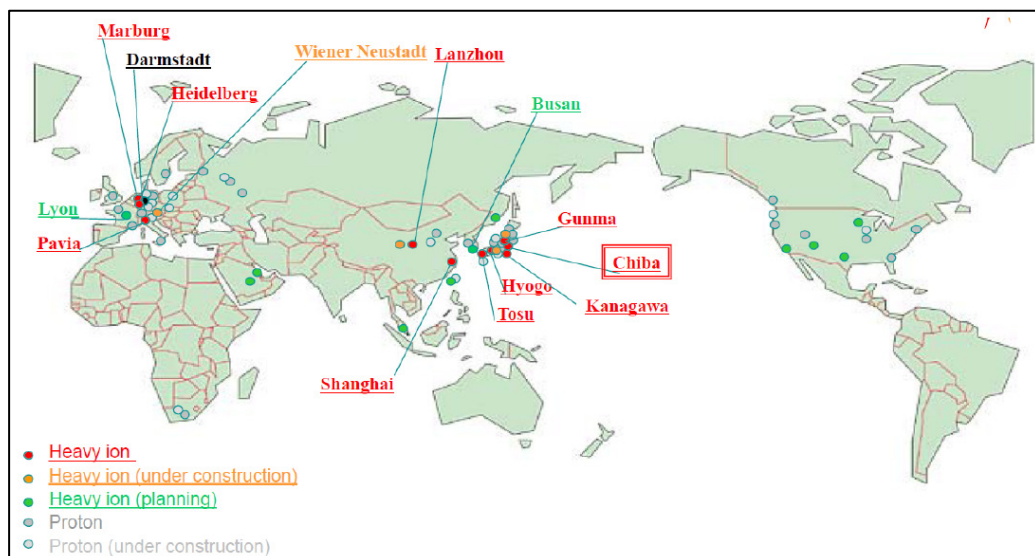 Marburg
Darmstadt
Wiener Neustadt
Lanzhou
Heidelberg
Busan
Lyon
Gunma
Pavia
Chiba
Hyogo
Kanagawa
Tosu
Shanghai
Heavy ion
Heavy ion (under construction)
Heavy ion (planning)
Proton
Proton (under construction)